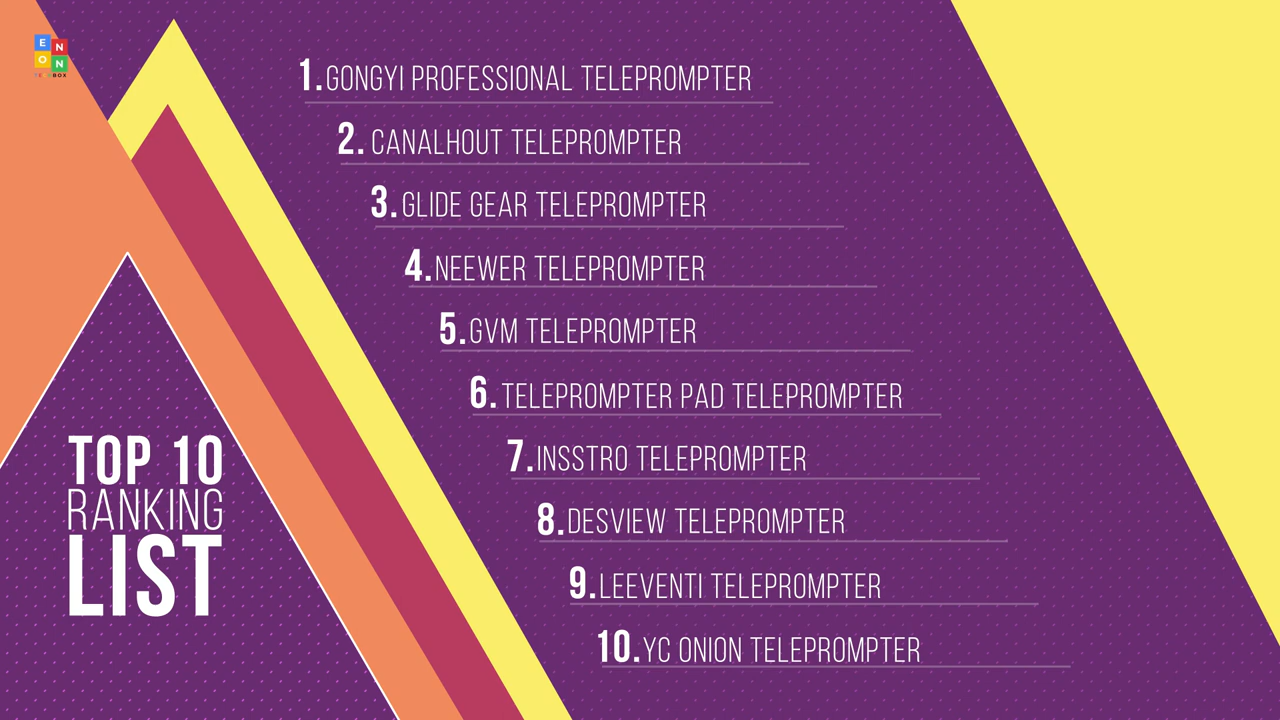 E N
O N
TECHBOX
1. GONGYI PROFESSIONAL TELEPROMPTER
2. CANALHOUT TELEPROMPTER
3. GLIDE GEAR TELEPROMPTER
4. NEEWER TELEPROMPTER
5. GVM TELEPROMPTER
6. TELEPROMPTER PAD TELEPROMPTER
7. INSSTRO TELEPROMPTER
8. DESVIEW TELEPROMPTER
9. LEEVENTI TELEPROMPTER
10. YC ONION TELEPROMPTER
TOP 10
RANKING
LIST